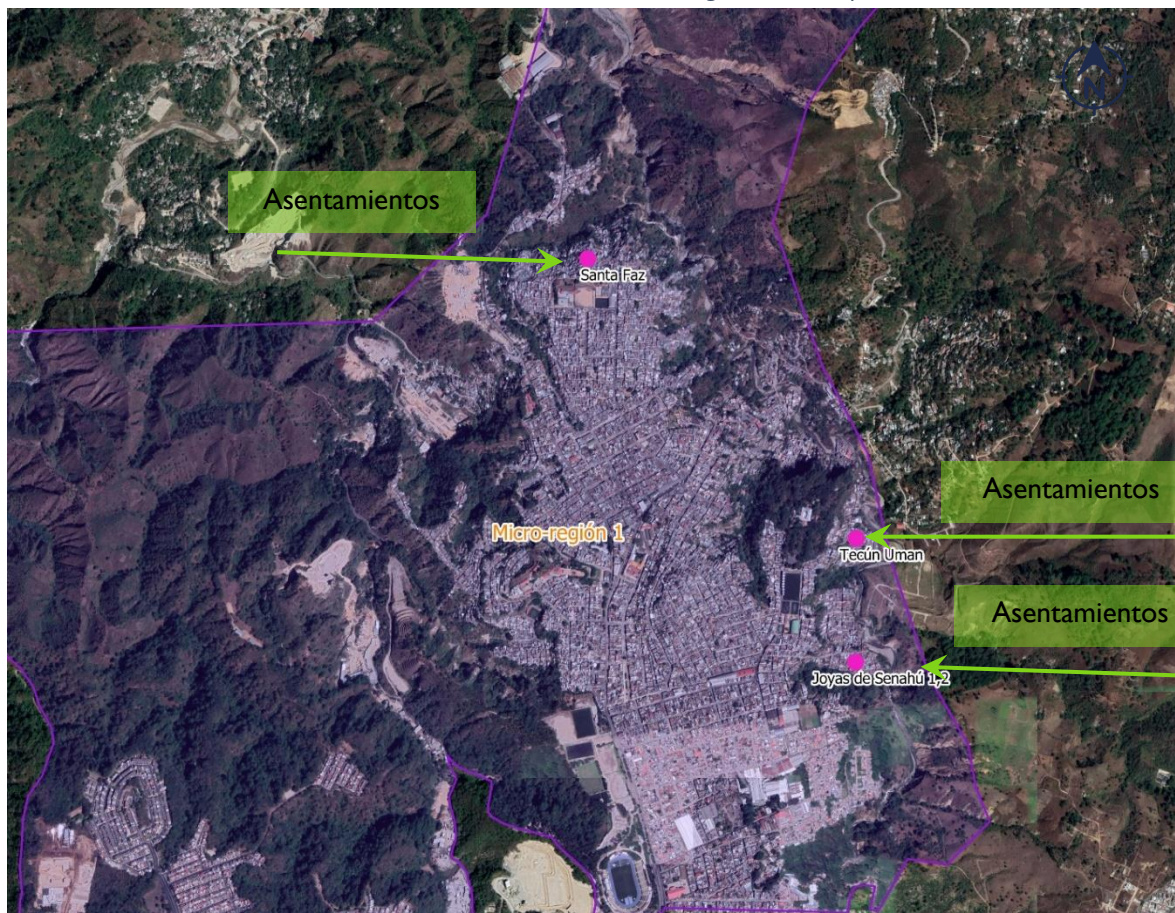 N
Asentamientos
Santa Faz
Asentamientos
Micro-región 1
Tecún Uman
Asentamientos
Joyas de Senahú 1,2